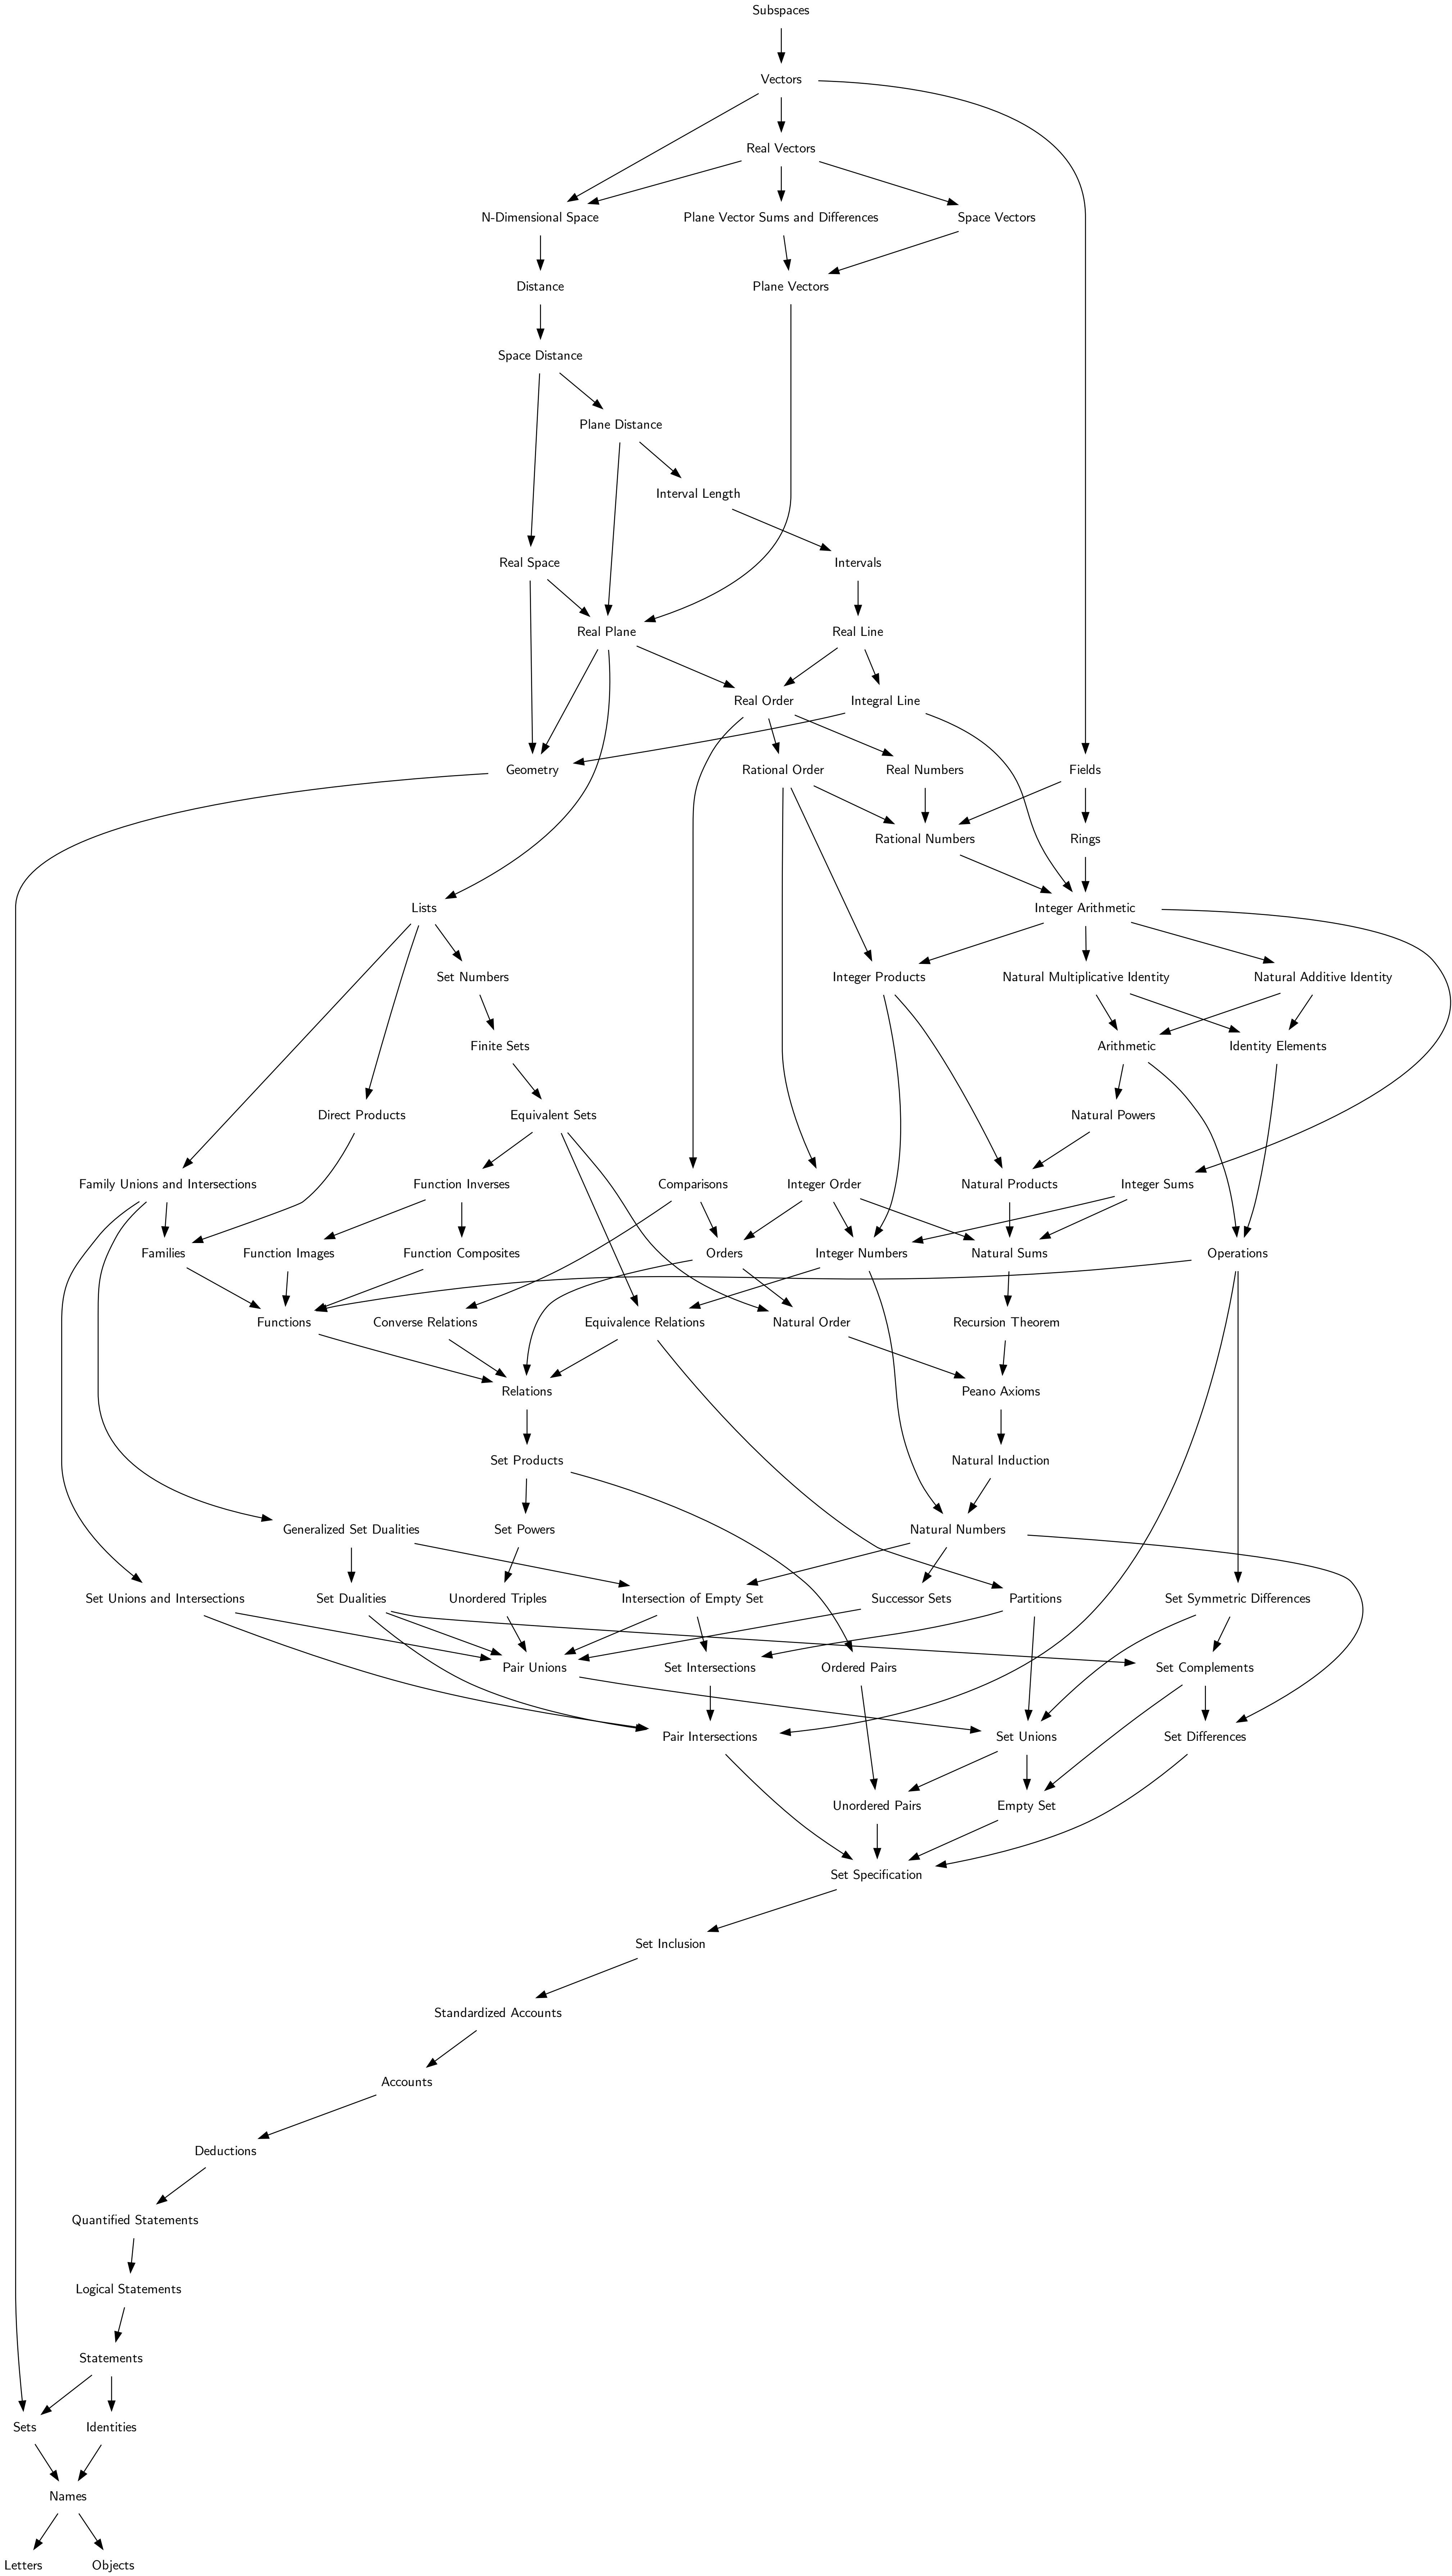 Subspaces
Vectors
Real Vectors
N-Dimensional Space
Plane Vector Sums and Differences
Space Vectors
Distance
Plane Vectors
Space Distance
Plane Distance
Interval Length
Real Space
Intervals
Real Plane
Real Line
Real Order
Integral Line
Geometry
Rational Order
Real Numbers
Fields
Rational Numbers
Rings
Lists
Integer Arithmetic
Set Numbers
Integer Products
Natural Multiplicative Identity
Natural Additive Identity
Finite Sets
Arithmetic
Identity Elements
Direct Products
Equivalent Sets
Natural Powers
Family Unions and Intersections
Function Inverses
Comparisons
Integer Order
Natural Products
Integer Sums
Families
Function Images
Function Composites
Orders
Integer Numbers
Natural Sums
Operations
Functions
Converse Relations
Equivalence Relations
Natural Order
Recursion Theorem
Relations
Peano Axioms
Set Products
Natural Induction
Generalized Set Dualities
Set Powers
Natural Numbers
Set Unions and Intersections
Set Dualities
Unordered Triples
Intersection of Empty Set
Successor Sets
Partitions
Set Symmetric Differences
Pair Unions
Set Intersections
Ordered Pairs
Set Complements
Pair Intersections
Set Unions
Set Differences
Unordered Pairs
Empty Set
Set Specification
Set Inclusion
Standardized Accounts
Accounts
Deductions
Quantified Statements
Logical Statements
Statements
Sets
Identities
Names
Letters
Objects